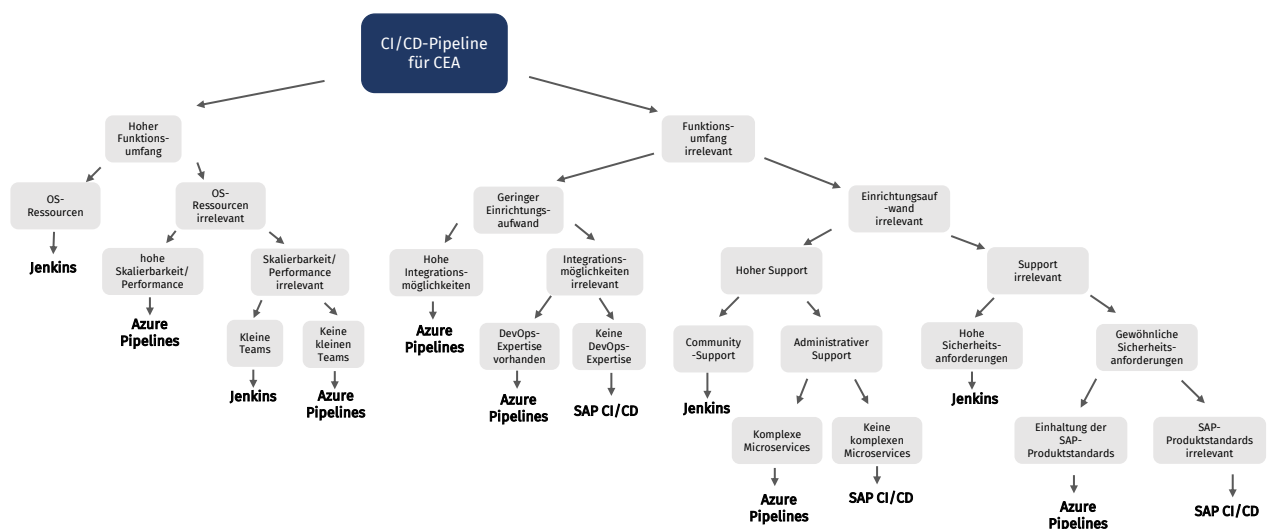 CI/CD-Pipeline
für CEA
Hoher
Funktions-
umfang
Funktions-
umfang
irrelevant
OS-
Ressourcen
OS-
Ressourcen
irrelevant
Geringer
Einrichtungs-
aufwand
Einrichtungsauf
-wand
irrelevant
Jenkins
hohe
Skalierbarkeit/
Performance
Skalierbarkeit/
Performance
irrelevant
Hohe
Integrations-
möglichkeiten
Integrations-
möglichkeiten
irrelevant
Hoher Support
Support
irrelevant
Azure
Pipelines
Kleine
Teams
Keine
kleinen
Teams
Azure
Pipelines
DevOps-
Expertise
vorhanden
Keine
DevOps-
Expertise
Community
-Support
Administrativer
Support
Hohe
Sicherheits-
anforderungen
Gewöhnliche
Sicherheits-
anforderungen
Jenkins
Azure
Pipelines
Azure
Pipelines
SAP CI/CD
Jenkins
Jenkins
Komplexe
Microservices
Keine
komplexen
Microservices
Einhaltung der
SAP-
Produktstandards
SAP-
Produktstandards
irrelevant
Azure
Pipelines
SAP CI/CD
Azure
Pipelines
SAP CI/CD